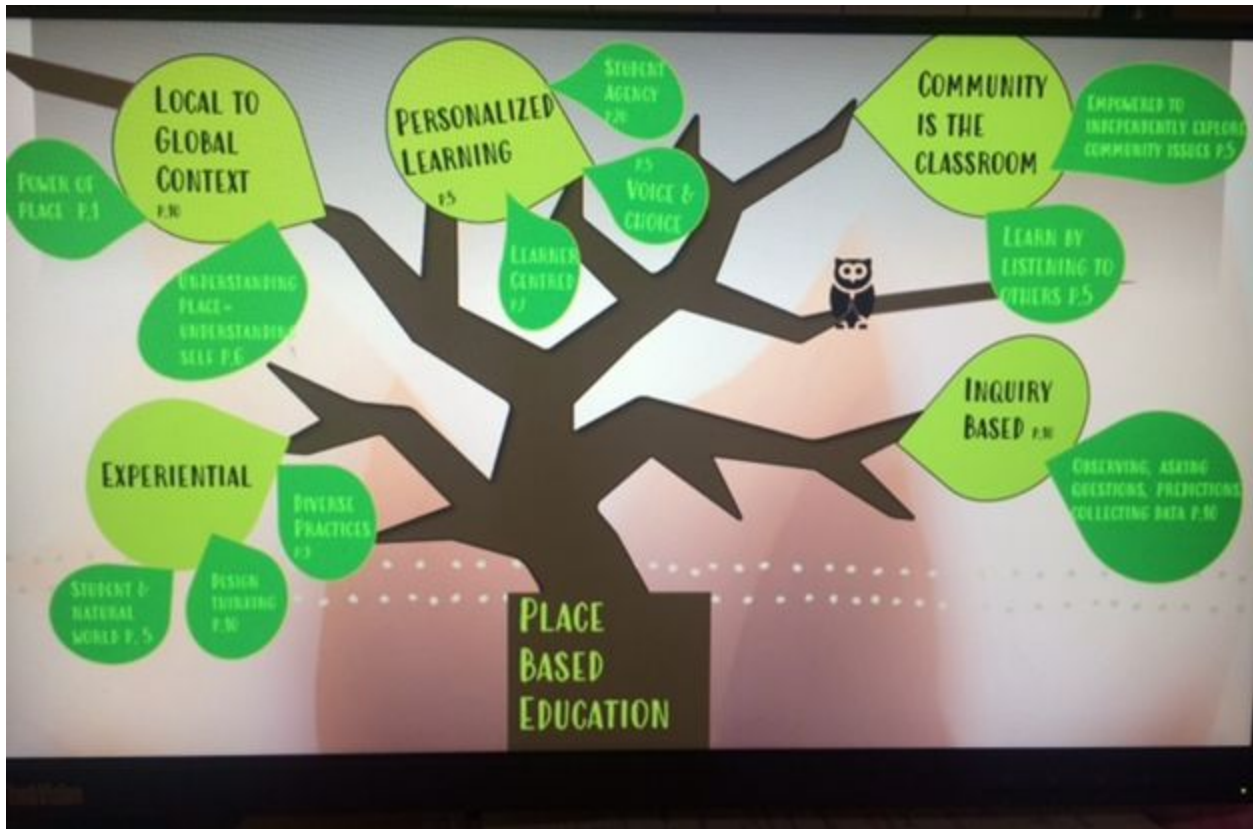 LOCAL TO
GLOBAL
CONTEXT
P.10
POWER OF
PLACE P.1
UNDERSTANDING
PLACE=
UNDERSTANDING
SELF P.6
PERSONALIZED
LEARNING
P.5
STUDENT
AGENCY
P.20
P.5
VOICE &
CHOICE
LEARNER
CENTRED
COMMUNITY
IS THE
CLASSROOM
EMPOWERED TO
INDEPENDENTLY EXPLORE
COMMUNITY ISSUES P.5
LEARN BY
LISTENING TO
OTHERS P.5
INQUIRY
BASED P.10
OBSERVING, ASKING
QUESTIONS, PREDICTIONS
COLLECTING DATA P.10
EXPERIENTIAL
DIVERSE
PRACTICES
STUDENT &
NATURAL
WORLD P. 5
DESIGN
THINKING
P.10
PLACE
BASED
EDUCATION